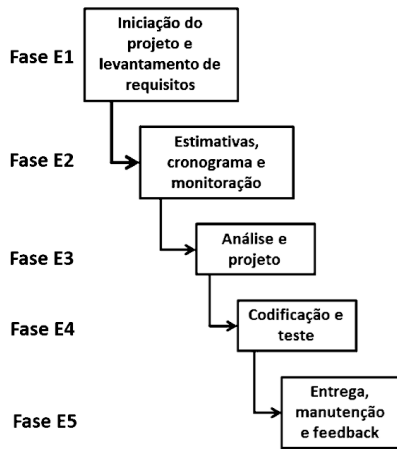 Fase E1
Iniciação do
projeto e
levantamento de
requisitos
Fase E2
Estimativas,
cronograma e
monitoração
Fase E3
Análise e
projeto
Fase E4
Codificação e
teste
Fase E5
Entrega,
manutenção
e feedback